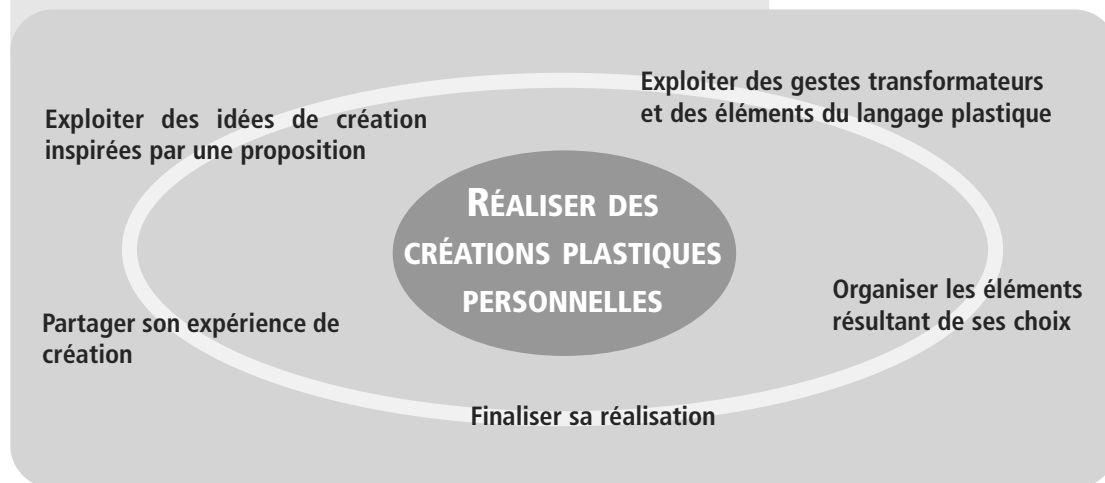 Exploiter des idées de création
inspirées par une proposition
Exploiter des gestes transformateurs
et des éléments du langage plastique
RÉALISER DES
CRÉATIONS PLASTIQUES
PERSONNELLES
Organiser les éléments
résultant de ses choix
Partager son expérience de
création
Finaliser sa réalisation